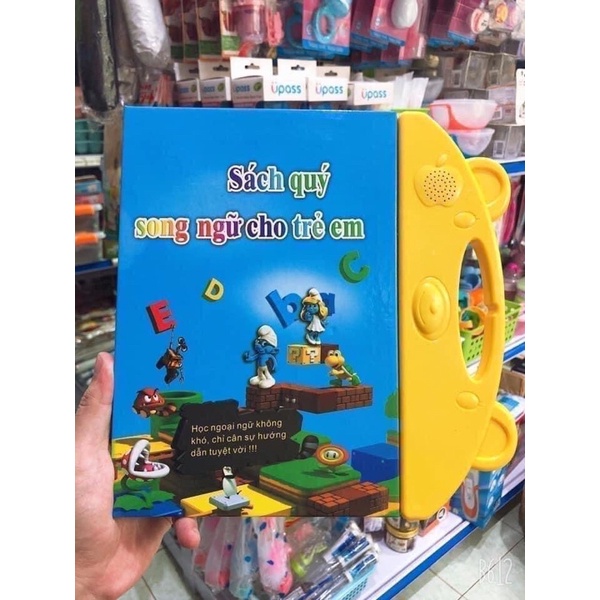 Upass
Upass
Upass
Sách quý
song ngữ cho trẻ em
E D b a C
Học ngoại ngữ không
khó, chỉ cần sự hướng
dẫn tuyệt vời !!!